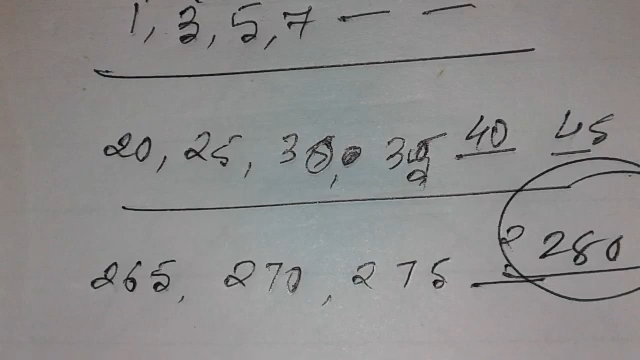 1, 3, 5, 7 — —
20, 25, 30, 35 40 45
265, 270, 275 280